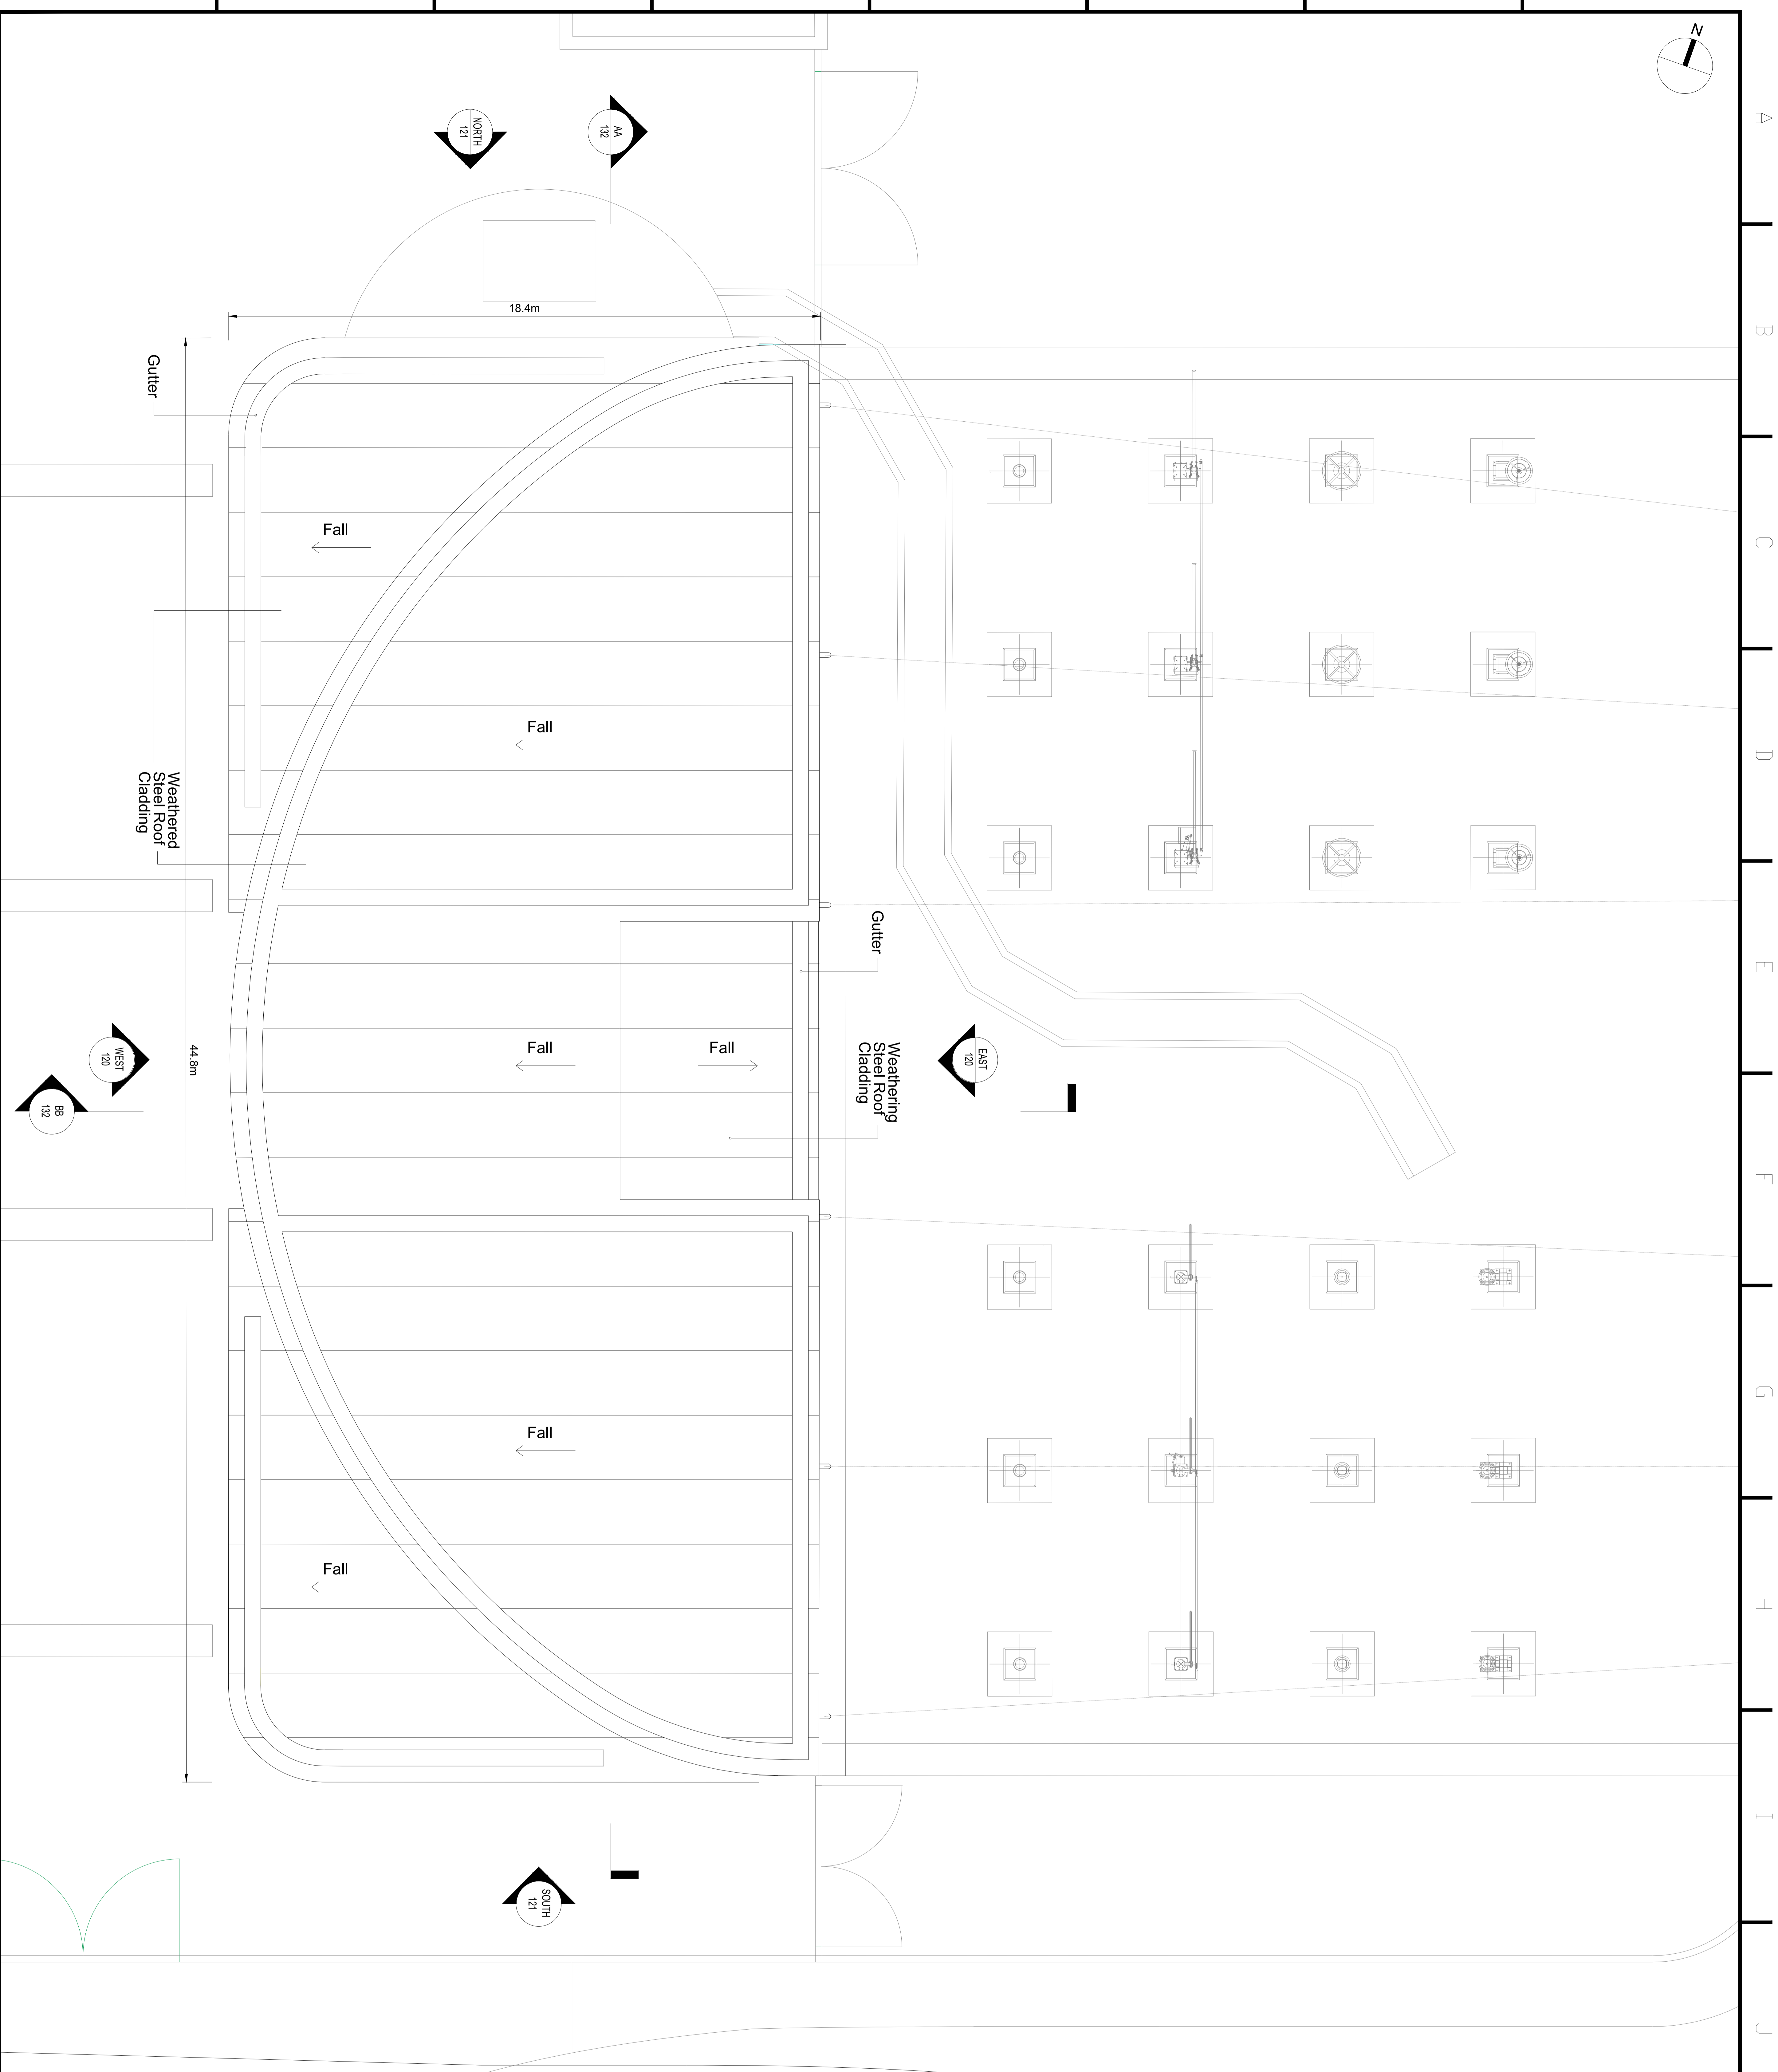 N
A
NORTH
121
AA
132
18.4m
B
Gutter
Fall
C
Fall
D
Weathered
Steel Roof
Cladding
Gutter
E
Fall
Fall
Weathering
Steel Roof
Cladding
EAST
120
WEST
120
44.8m
BB
132
F
G
Fall
Fall
H
I
SOUTH
121
J